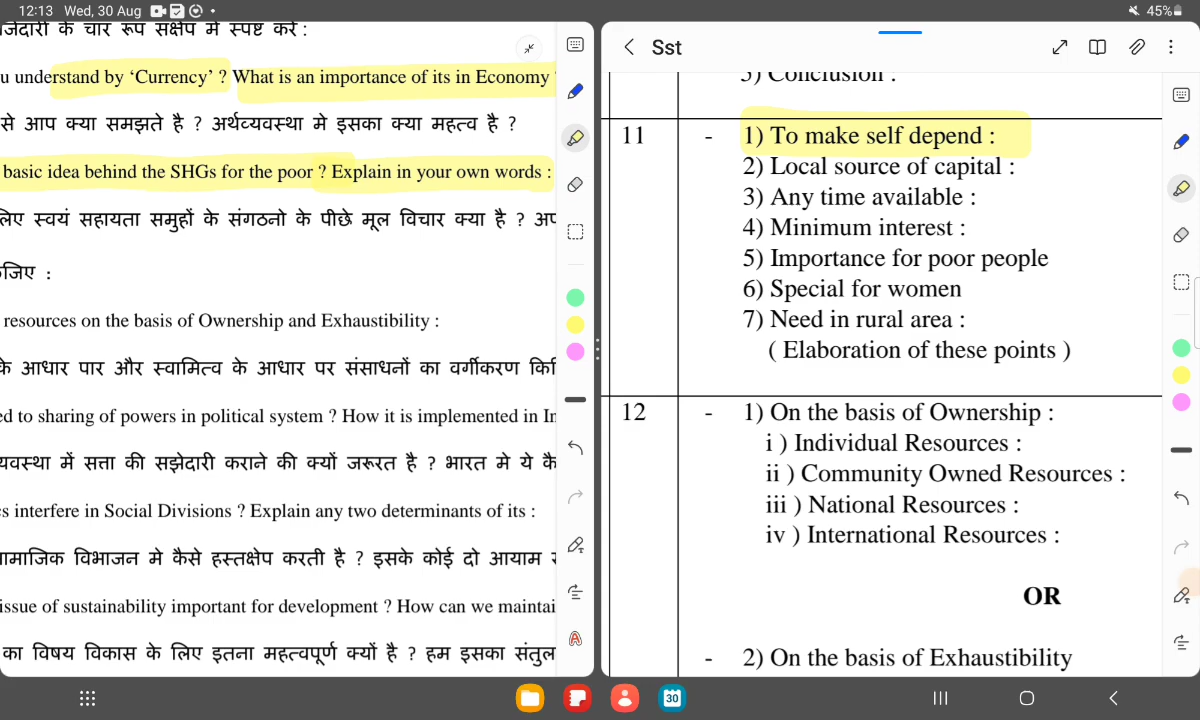 12:13 Wed, 30 Aug
45%
के चार रूप संक्षेप में स्पष्ट करें :
u understand by ‘Currency’ ? What is an importance of its in Economy
से आप क्या समझते है ? अर्थव्यवस्था मे इसका क्या महत्व है ?
basic idea behind the SHGs for the poor ? Explain in your own words :
लिए स्वयं सहायता समुहों के संगठनो के पीछे मूल विचार क्या है ?
:
resources on the basis of Ownership and Exhaustibility :
के आधार पार और स्वामित्व के आधार पर संसाधनों का वर्गीकरण
ed to sharing of powers in political system ? How it is implemented in
में सत्ता की सझेदारी कराने की क्यों जरूरत है ? भारत मे ये
cs interfere in Social Divisions ? Explain any two determinants of its :
विभाजन मे कैसे हस्तक्षेप करती है ? इसके कोई दो आयाम
issue of sustainability important for development ? How can we
का विषय विकास के लिए इतना महत्वपूर्ण क्यों है ? हम इसका
Sst
3) Conclusion :
11 - 1) To make self depend :
2) Local source of capital :
3) Any time available :
4) Minimum interest :
5) Importance for poor people
6) Special for women
7) Need in rural area :
( Elaboration of these points )
12 - 1) On the basis of Ownership :
i ) Individual Resources :
ii ) Community Owned Resources :
iii ) National Resources :
iv ) International Resources :
OR
- 2) On the basis of Exhaustibility
30